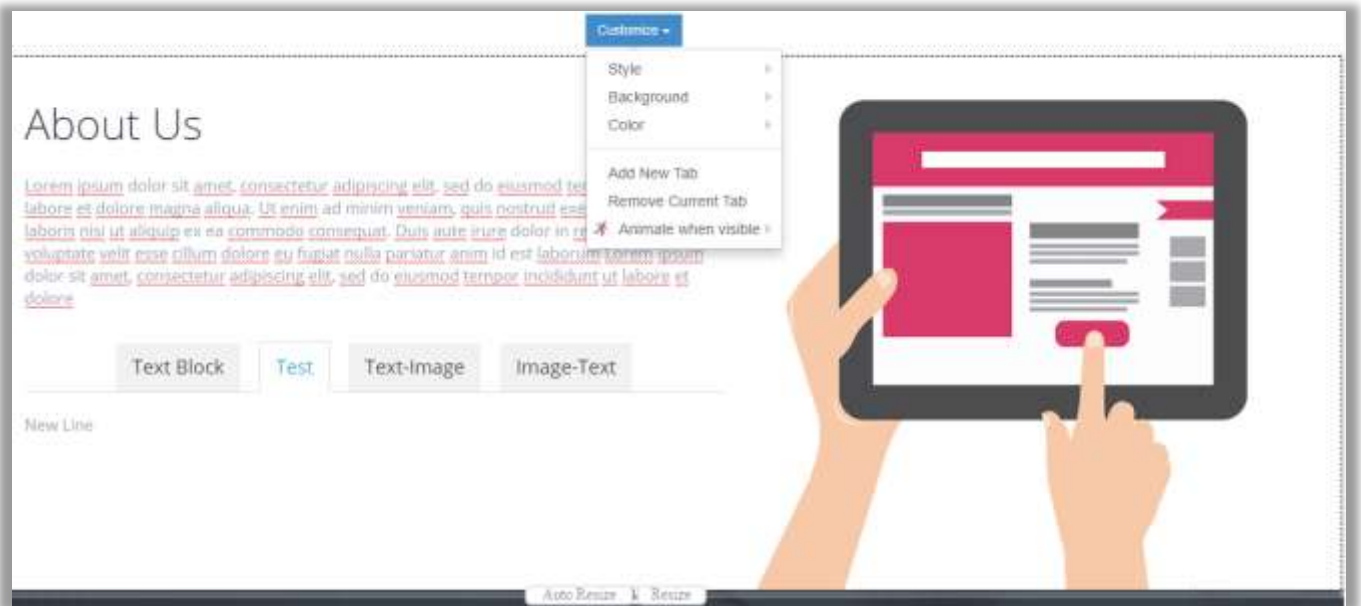 Customize
Style
Background
Color
Add New Tab
Remove Current Tab
Animate when visible
About Us
Lorem ipsum dolor sit amet, consectetur adipiscing elit, sed do eiusmod
labore et dolore magna aliqua. Ut enim ad minim veniam, quis nostrud
laboris nisi ut aliquip ex ea commodo consequat. Duis aute irure dolor in
voluptate velit esse cillum dolore eu fugiat nulla pariatur anim id est laborum Lorem ipsum
dolor sit amet, consectetur adipiscing elit, sed do eiusmod tempor incididunt ut labore et
dolore
Text Block Test Text-Image Image-Text
New Line
Auto Resize Resize